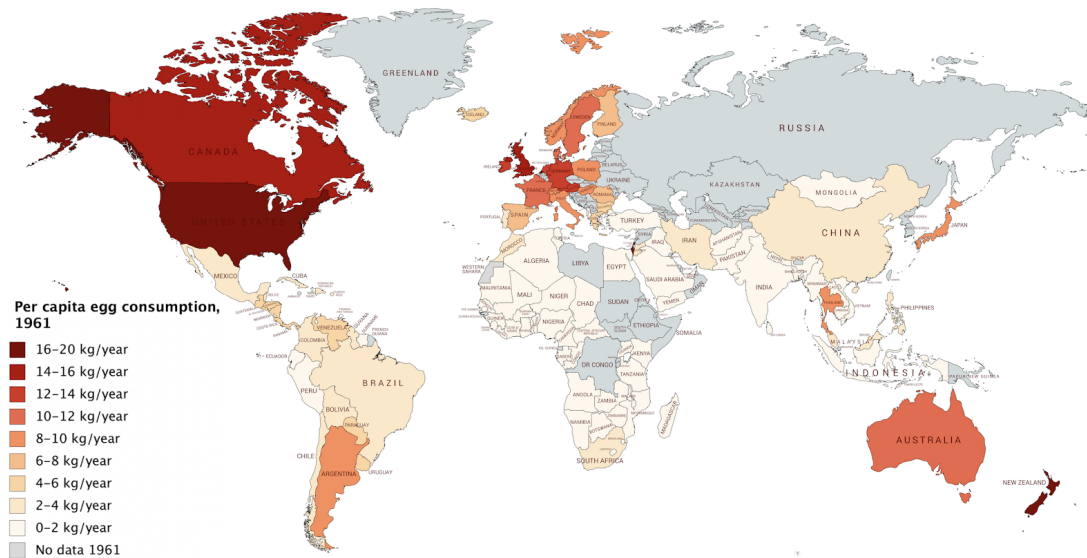 GREENLAND
ICELAND
RUSSIA
CANADA
UNITED STATES
MEXICO
CUBA
VENEZUELA
COLOMBIA
FRENCH
GUIANA
ECUADOR
PERU
BRAZIL
BOLIVIA
PARAGUAY
CHILE
ARGENTINA
URUGUAY
SWEDEN
FINLAND
IRELAND
POLAND
BELARUS
UKRAINE
FRANCE
ROMANIA
PORTUGAL
SPAIN
KAZAKHSTAN
MONGOLIA
CHINA
JAPAN
TURKEY
SYRIA
IRAQ
IRAN
AFGHANISTAN
PAKISTAN
INDIA
NEPAL
TUNISIA
MOROCCO
WESTERN
SAHARA
ALGERIA
LIBYA
EGYPT
SAUDI ARABIA
OMAN
YEMEN
MAURITANIA
MALI
NIGER
CHAD
SUDAN
NIGERIA
ETHIOPIA
SOMALIA
KENYA
DR CONGO
TANZANIA
ANGOLA
ZAMBIA
NAMIBIA
BOTSWANA
MADAGASCAR
SOUTH AFRICA
THAILAND
VIETNAM
PHILIPPINES
MALAYSIA
INDONESIA
PAPUA NEW GUINEA
AUSTRALIA
NEW ZEALAND
Per capita egg consumption,
1961
16–20 kg/year
14–16 kg/year
12–14 kg/year
10–12 kg/year
8–10 kg/year
6–8 kg/year
4–6 kg/year
2–4 kg/year
0–2 kg/year
No data 1961